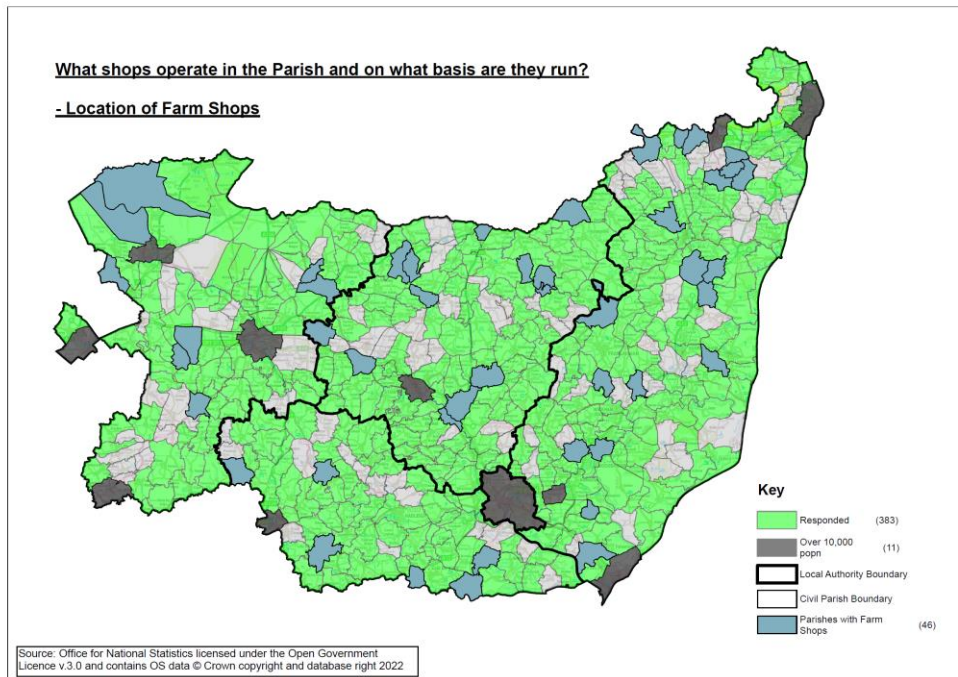 What shops operate in the Parish and on what basis are they run?
- Location of Farm Shops
Key
Responded (383)
Over 10,000
popn (11)
Local Authority Boundary
Civil Parish Boundary
Parishes with Farm
Shops (46)
Source: Office for National Statistics licensed under the Open Government
Licence v.3.0 and contains OS data © Crown copyright and database right 2022